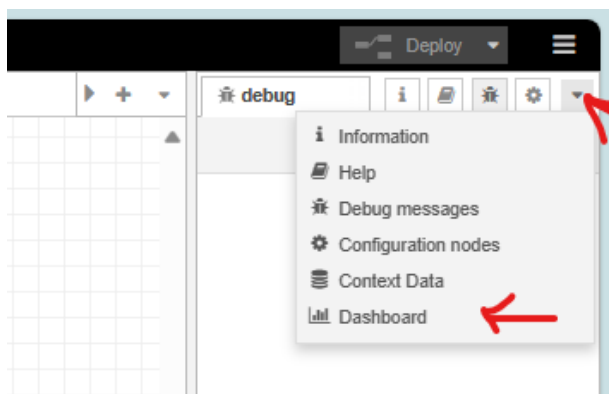 Deploy
debug
Information
Help
Debug messages
Configuration nodes
Context Data
Dashboard